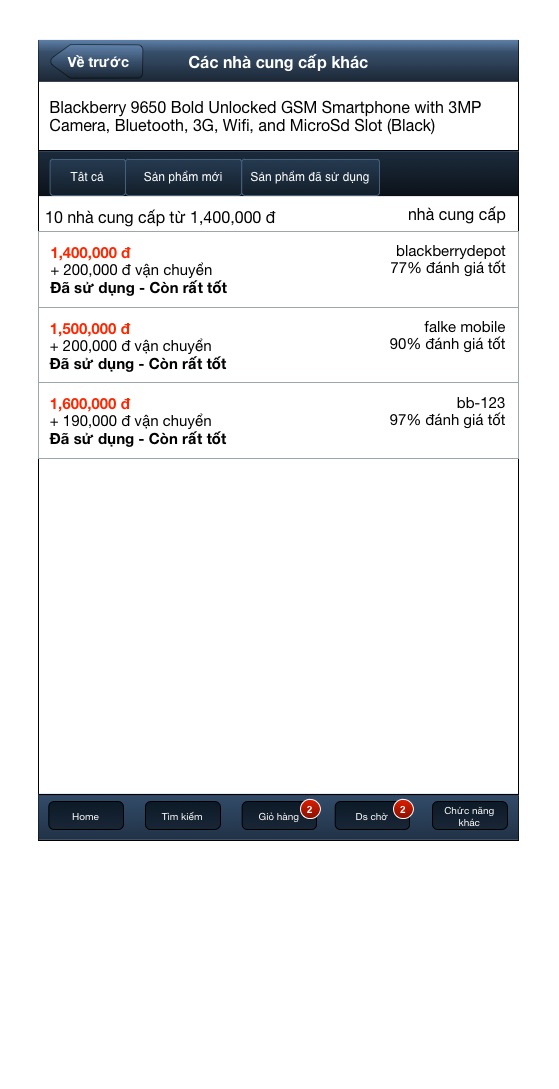 Về trước
Các nhà cung cấp khác
Blackberry 9650 Bold Unlocked GSM Smartphone with 3MP
Camera, Bluetooth, 3G, Wifi, and MicroSd Slot (Black)
Tất cả
Sản phẩm mới
Sản phẩm đã sử dụng
10 nhà cung cấp từ 1,400,000 đ
nhà cung cấp
1,400,000 đ
blackberrydepot
+ 200,000 đ vận chuyển
77% đánh giá tốt
Đã sử dụng - Còn rất tốt
1,500,000 đ
falke mobile
+ 200,000 đ vận chuyển
90% đánh giá tốt
Đã sử dụng - Còn rất tốt
1,600,000 đ
bb-123
+ 190,000 đ vận chuyển
97% đánh giá tốt
Đã sử dụng - Còn rất tốt
Home
Tìm kiếm
Giỏ hàng
2
Ds chờ
2
Chức năng
khác